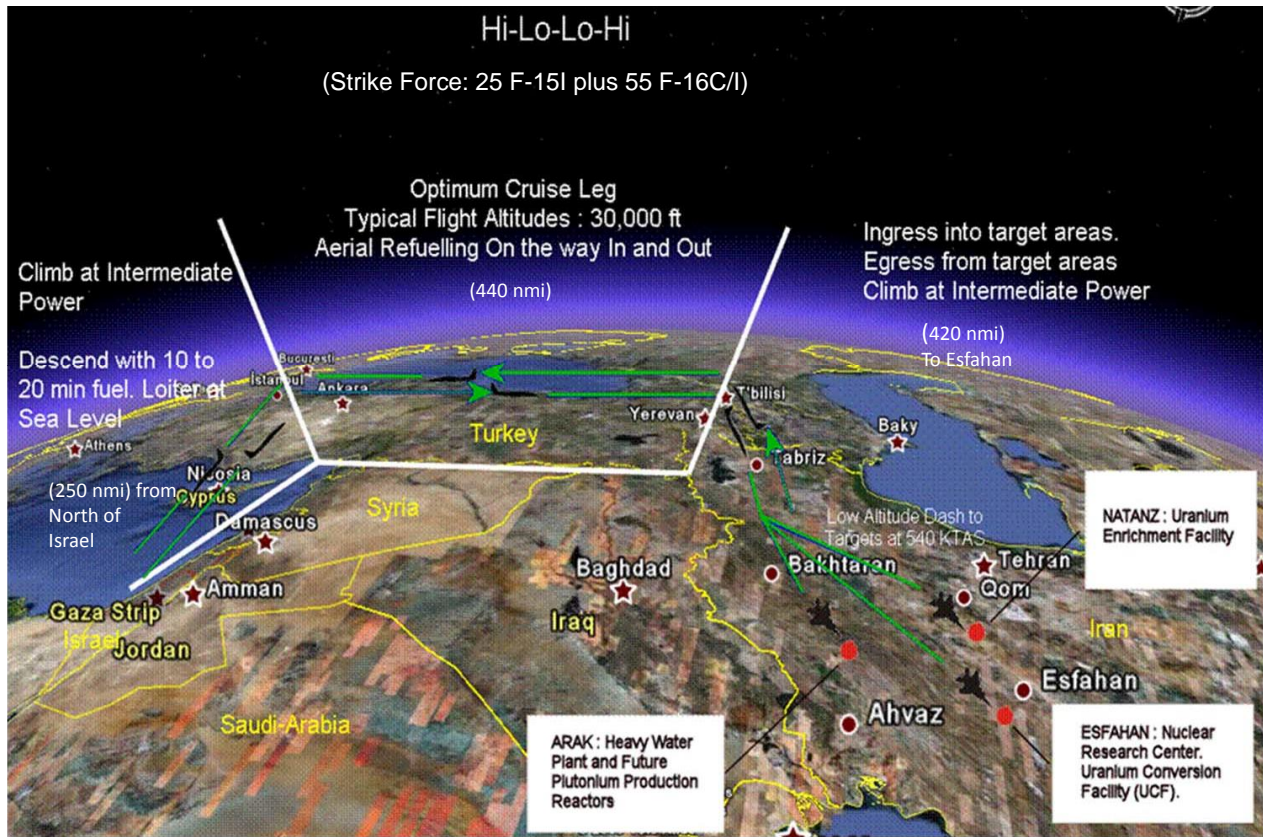 Hi-Lo-Lo-Hi
(Strike Force: 25 F-15I plus 55 F-16C/I)
Optimum Cruise Leg
Typical Flight Altitudes : 30,000 ft
Aerial Refuelling On the way In and Out
(440 nmi)
Climb at Intermediate
Power
Descend with 10 to
20 min fuel. Loiter at
Sea Level
(250 nmi) from
North of
Israel
Ingress into target areas.
Egress from target areas
Climb at Intermediate Power
(420 nmi)
To Esfahan
Bucuresti
Istanbul
Ankara
Athens
Nicosia
Cyprus
Turkey
Yerevan
T'bilisi
Baky
Tabriz
Syria
Damascus
Amman
Gaza Strip
Israel
Jordan
Saudi-Arabia
Baghdad
Iraq
Low Altitude Dash to
Targets at 540 KTAS
Bakhtaran
Tehran
Qom
Iran
Esfahan
Ahvaz
NATANZ : Uranium
Enrichment Facility
ARAK : Heavy Water
Plant and Future
Plutonium Production
Reactors
ESFAHAN : Nuclear
Research Center.
Uranium Conversion
Facility (UCF).